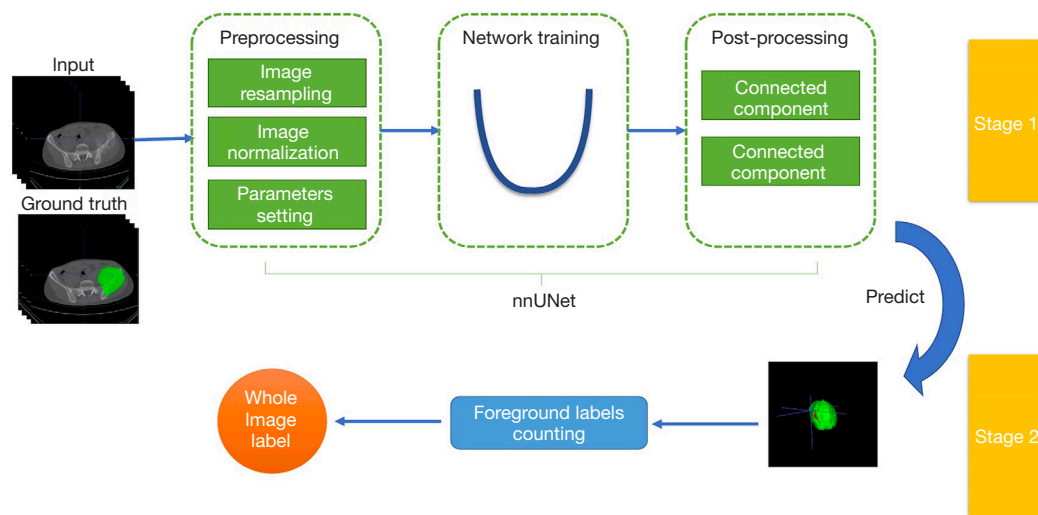 Input
Ground truth
Preprocessing
Image
resampling
Image
normalization
Parameters
setting
Network training
Post-processing
Connected
component
Connected
component
Stage 1
nnUNet
Predict
Whole
Image
label
Foreground labels
counting
Stage 2